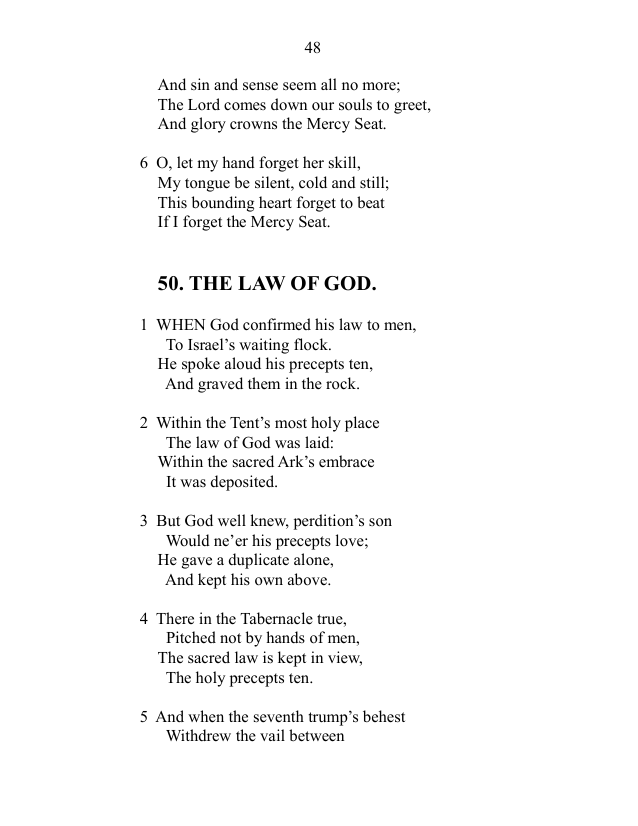 48
And sin and sense seem all no more;
The Lord comes down our souls to greet,
And glory crowns the Mercy Seat.
6 O, let my hand forget her skill,
My tongue be silent, cold and still;
This bounding heart forget to beat
If I forget the Mercy Seat.
50. THE LAW OF GOD.
1 WHEN God confirmed his law to men,
To Israel’s waiting flock.
He spoke aloud his precepts ten,
And graved them in the rock.
2 Within the Tent’s most holy place
The law of God was laid:
Within the sacred Ark’s embrace
It was deposited.
3 But God well knew, perdition’s son
Would ne’er his precepts love;
He gave a duplicate alone,
And kept his own above.
4 There in the Tabernacle true,
Pitched not by hands of men,
The sacred law is kept in view,
The holy precepts ten.
5 And when the seventh trump’s behest
Withdrew the vail between